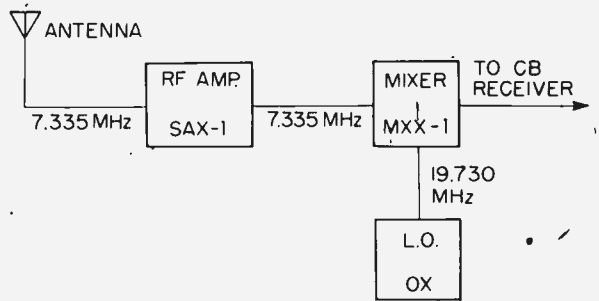 ANTENNA
RF AMP.
SAX-1
7.335 MHz
7.335 MHz
MIXER
MXX-1
TO CB
RECEIVER
19.730
MHz
L.O.
OX